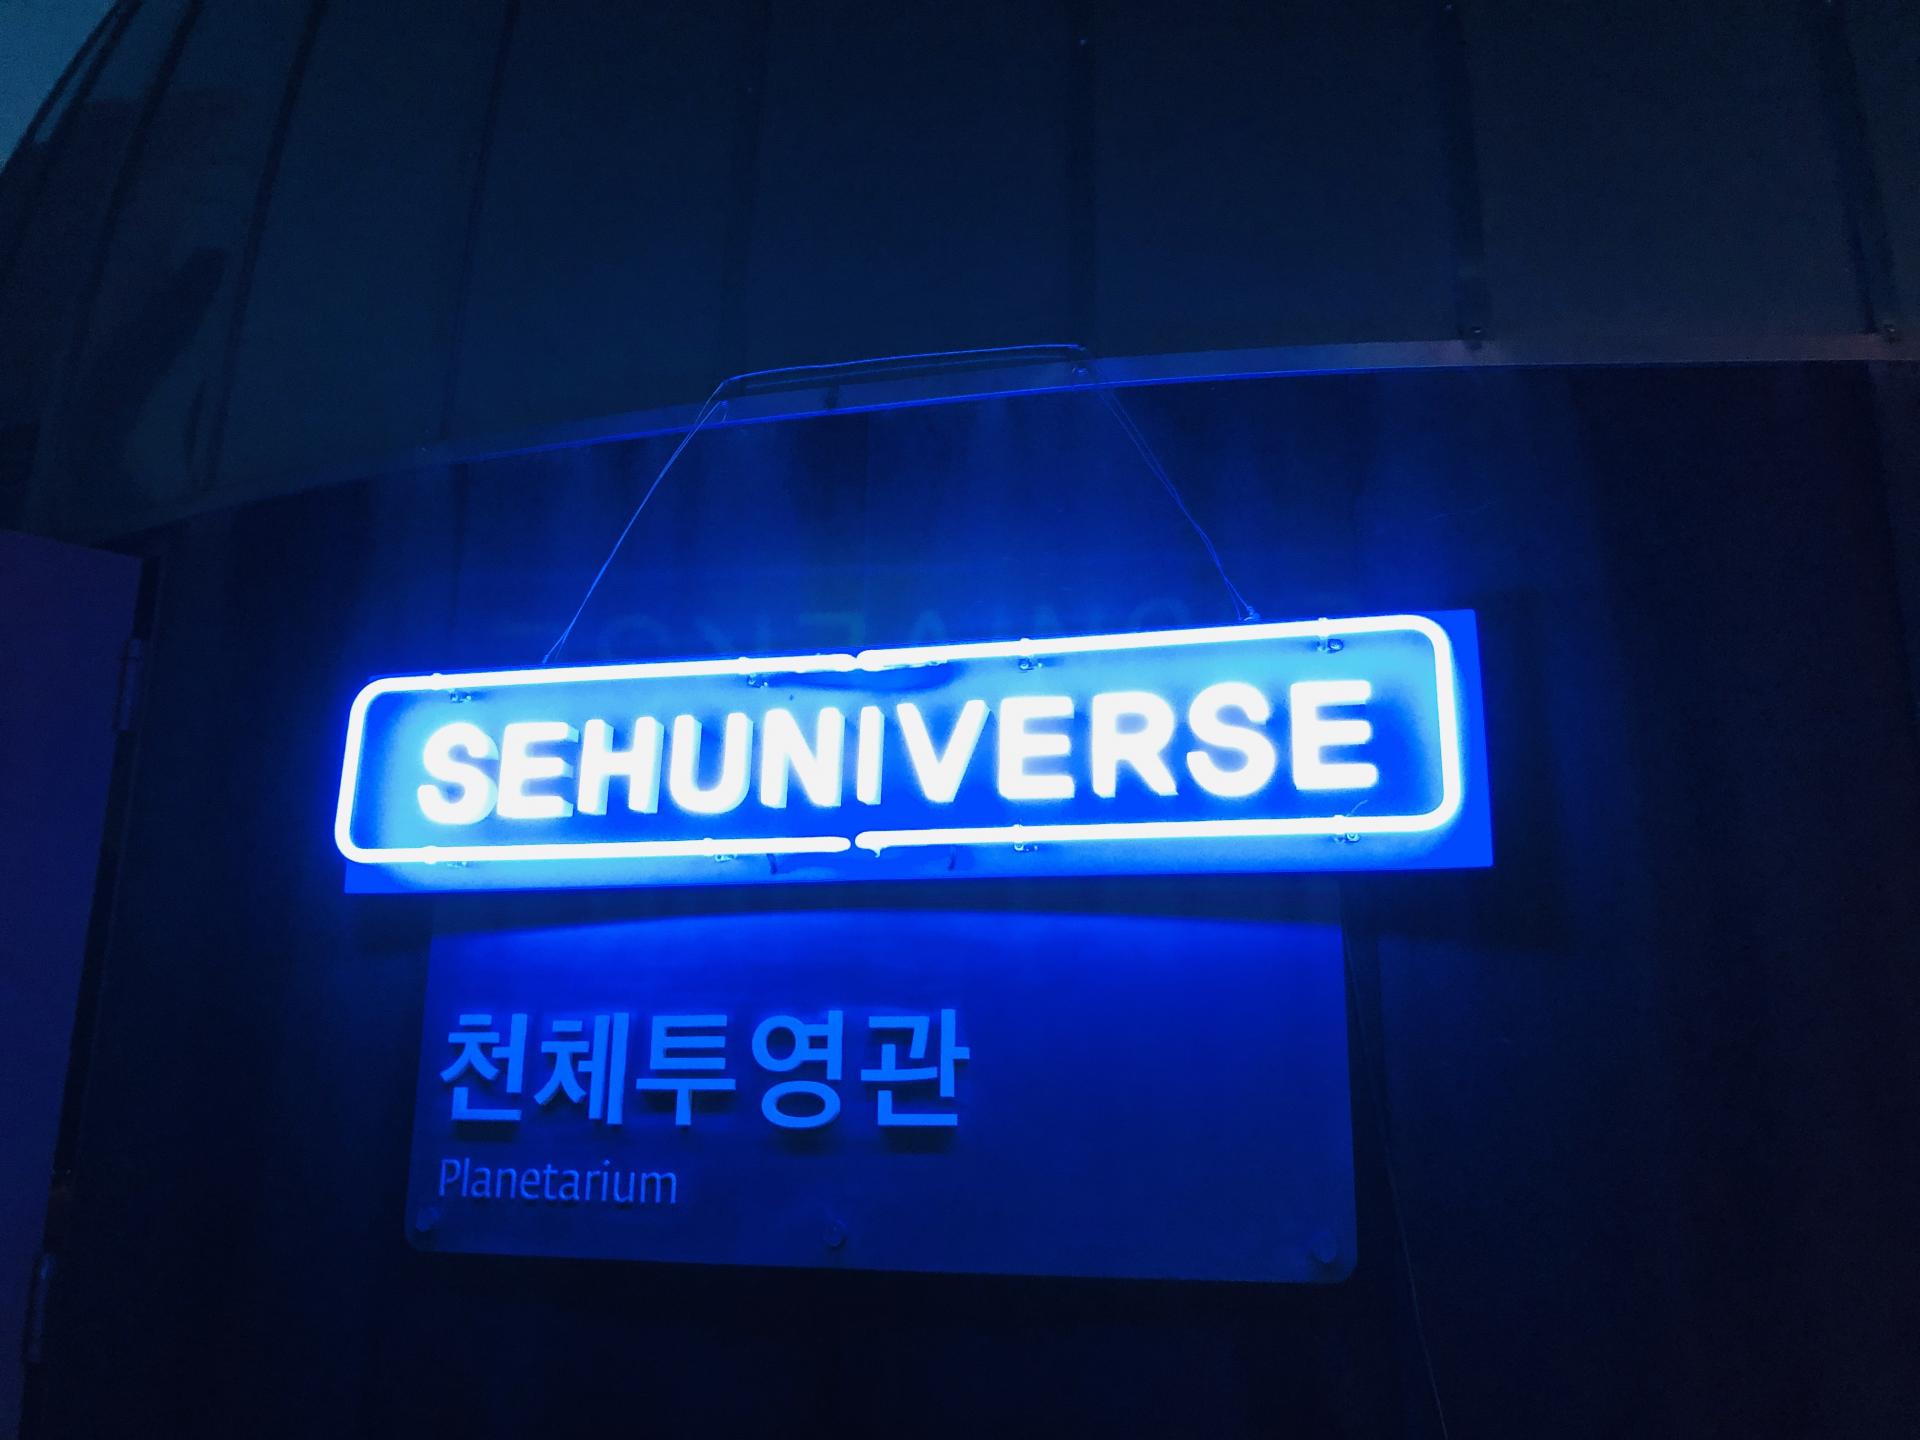 SEHUNIVERSE
천체투영관
Planetarium